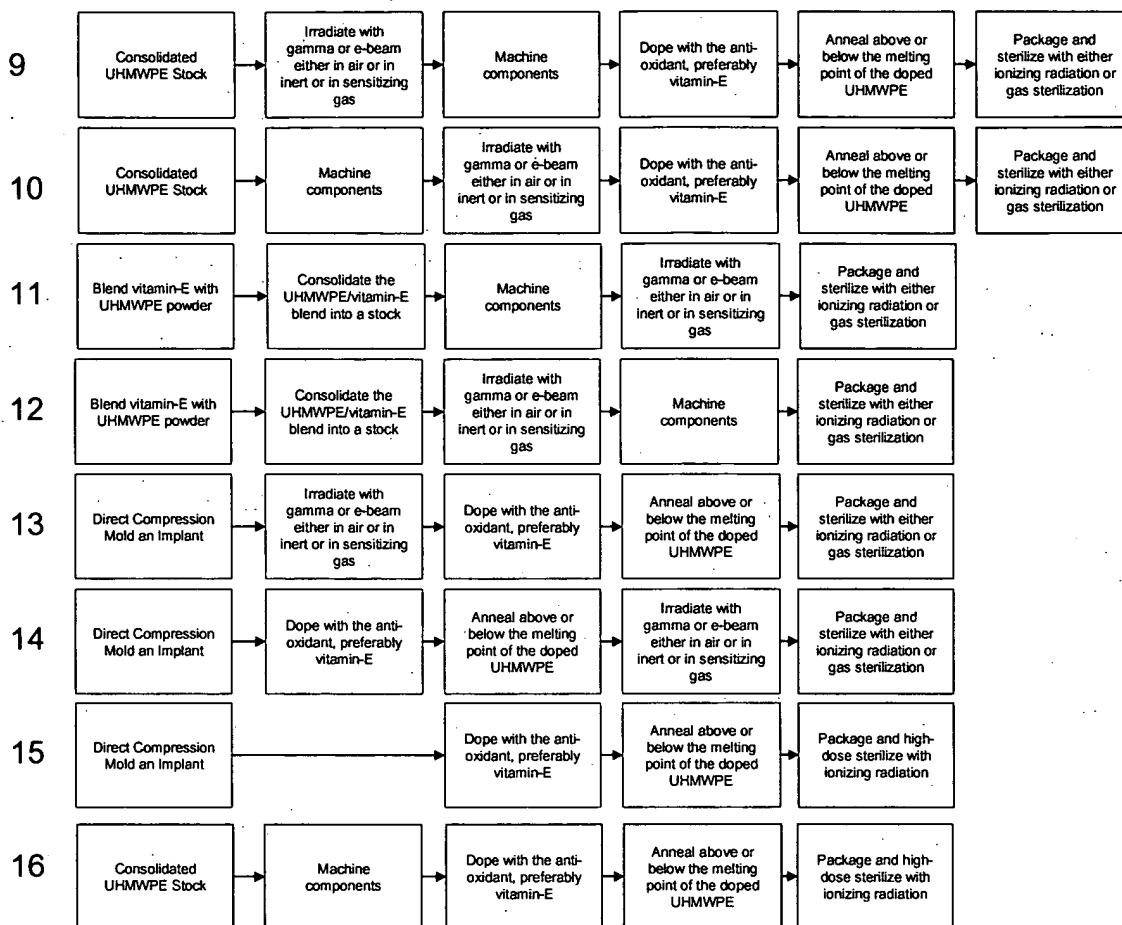 9
Consolidated
UHMWPE Stock
Irradiate with
gamma or e-beam
either in air or in
inert or in sensitizing
gas
Machine
components
Dope with the anti-
oxidant, preferably
vitamin-E
Anneal above or
below the melting
point of the doped
UHMWPE
Package and
sterilize with either
ionizing radiation or
gas sterilization
10
Consolidated
UHMWPE Stock
Machine
components
Irradiate with
gamma or e-beam
either in air or in
inert or in sensitizing
gas
Dope with the anti-
oxidant, preferably
vitamin-E
Anneal above or
below the melting
point of the doped
UHMWPE
Package and
sterilize with either
ionizing radiation or
gas sterilization
11
Blend vitamin-E with
UHMWPE powder
Consolidate the
UHMWPE/vitamin-E
blend into a stock
Machine
components
Irradiate with
gamma or e-beam
either in air or in
inert or in sensitizing
gas
Package and
sterilize with either
ionizing radiation or
gas sterilization
12
Blend vitamin-E with
UHMWPE powder
Consolidate the
UHMWPE/vitamin-E
blend into a stock
Irradiate with
gamma or e-beam
either in air or in
inert or in sensitizing
gas
Machine
components
Package and
sterilize with either
ionizing radiation or
gas sterilization
13
Direct Compression
Mold an Implant
Irradiate with
gamma or e-beam
either in air or in
inert or in sensitizing
gas
Dope with the anti-
oxidant, preferably
vitamin-E
Anneal above or
below the melting
point of the doped
UHMWPE
Package and
sterilize with either
ionizing radiation or
gas sterilization
14
Direct Compression
Mold an Implant
Dope with the anti-
oxidant, preferably
vitamin-E
Anneal above or
below the melting
point of the doped
UHMWPE
Irradiate with
gamma or e-beam
either in air or in
inert or in sensitizing
gas
Package and
sterilize with either
ionizing radiation or
gas sterilization
15
Direct Compression
Mold an Implant
Dope with the anti-
oxidant, preferably
vitamin-E
Anneal above or
below the melting
point of the doped
UHMWPE
Package and high-
dose sterilize with
ionizing radiation
16
Consolidated
UHMWPE Stock
Machine
components
Dope with the anti-
oxidant, preferably
vitamin-E
Anneal above or
below the melting
point of the doped
UHMWPE
Package and high-
dose sterilize with
ionizing radiation